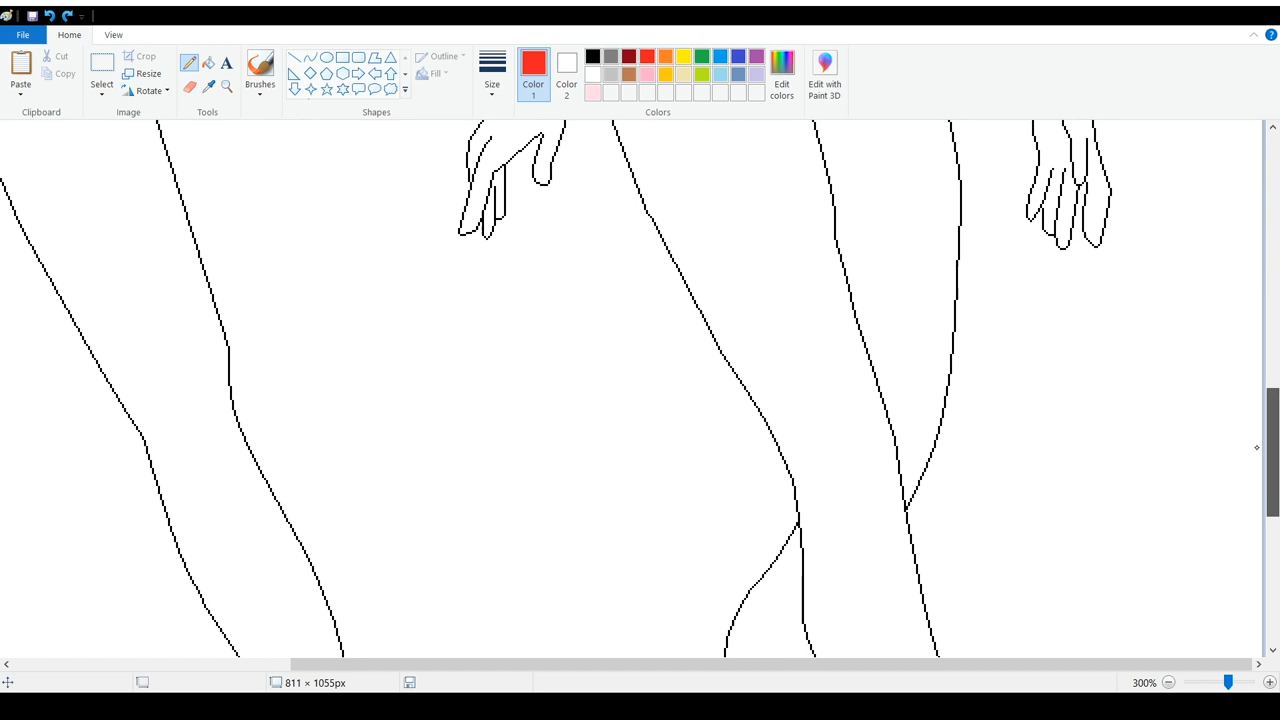 File Home View
Paste
Cut
Copy
Clipboard
Select
Crop
Resize
Rotate
Image
A
Tools
Brushes
Outline
Fill
Shapes
Size
Color 1
Color 2
Edit colors
Colors
Edit with Paint 3D
811 × 1055px
300%